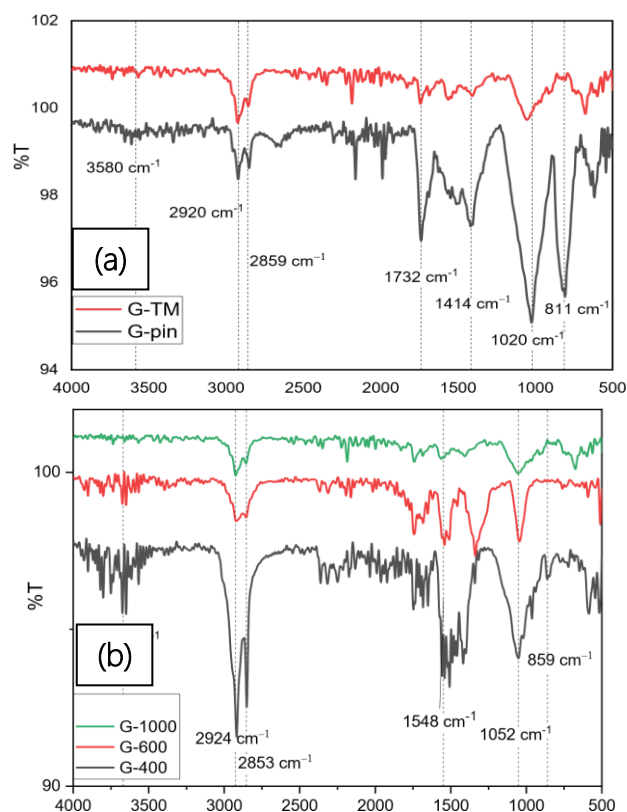 102
100
98
96
94
%T
3580 cm⁻¹
2920 cm⁻¹
2859 cm⁻¹
1732 cm⁻¹
1414 cm⁻¹
1020 cm⁻¹
811 cm⁻¹
(a)
G-TM
G-pin
4000 3500 3000 2500 2000 1500 1000 500
100
90
%T
(b)
2924 cm⁻¹
2853 cm⁻¹
1548 cm⁻¹
1052 cm⁻¹
859 cm⁻¹
G-1000
G-600
G-400
4000 3500 3000 2500 2000 1500 1000 500